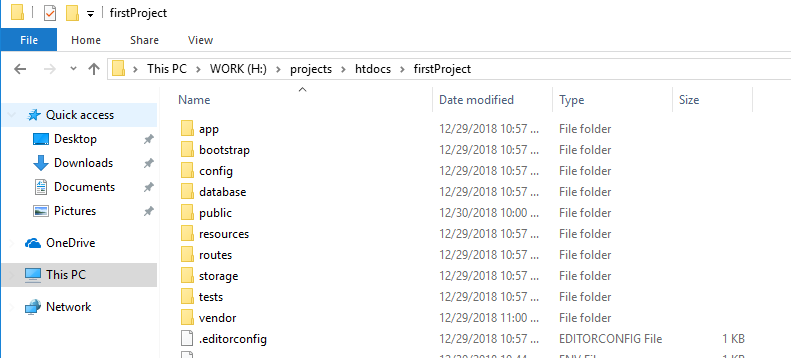 firstProject
File Home Share View
This PC WORK (H:) projects htdocs firstProject
Name Date modified Type Size
Quick access
Desktop
Downloads
Documents
Pictures
OneDrive
This PC
Network
app 12/29/2018 10:57 ... File folder
bootstrap 12/29/2018 10:57 ... File folder
config 12/29/2018 10:57 ... File folder
database 12/29/2018 10:57 ... File folder
public 12/30/2018 10:00 ... File folder
resources 12/29/2018 10:57 ... File folder
routes 12/29/2018 10:57 ... File folder
storage 12/29/2018 10:57 ... File folder
tests 12/29/2018 10:57 ... File folder
vendor 12/29/2018 11:00 ... File folder
.editorconfig 12/29/2018 10:57 ... EDITORCONFIG File 1 KB